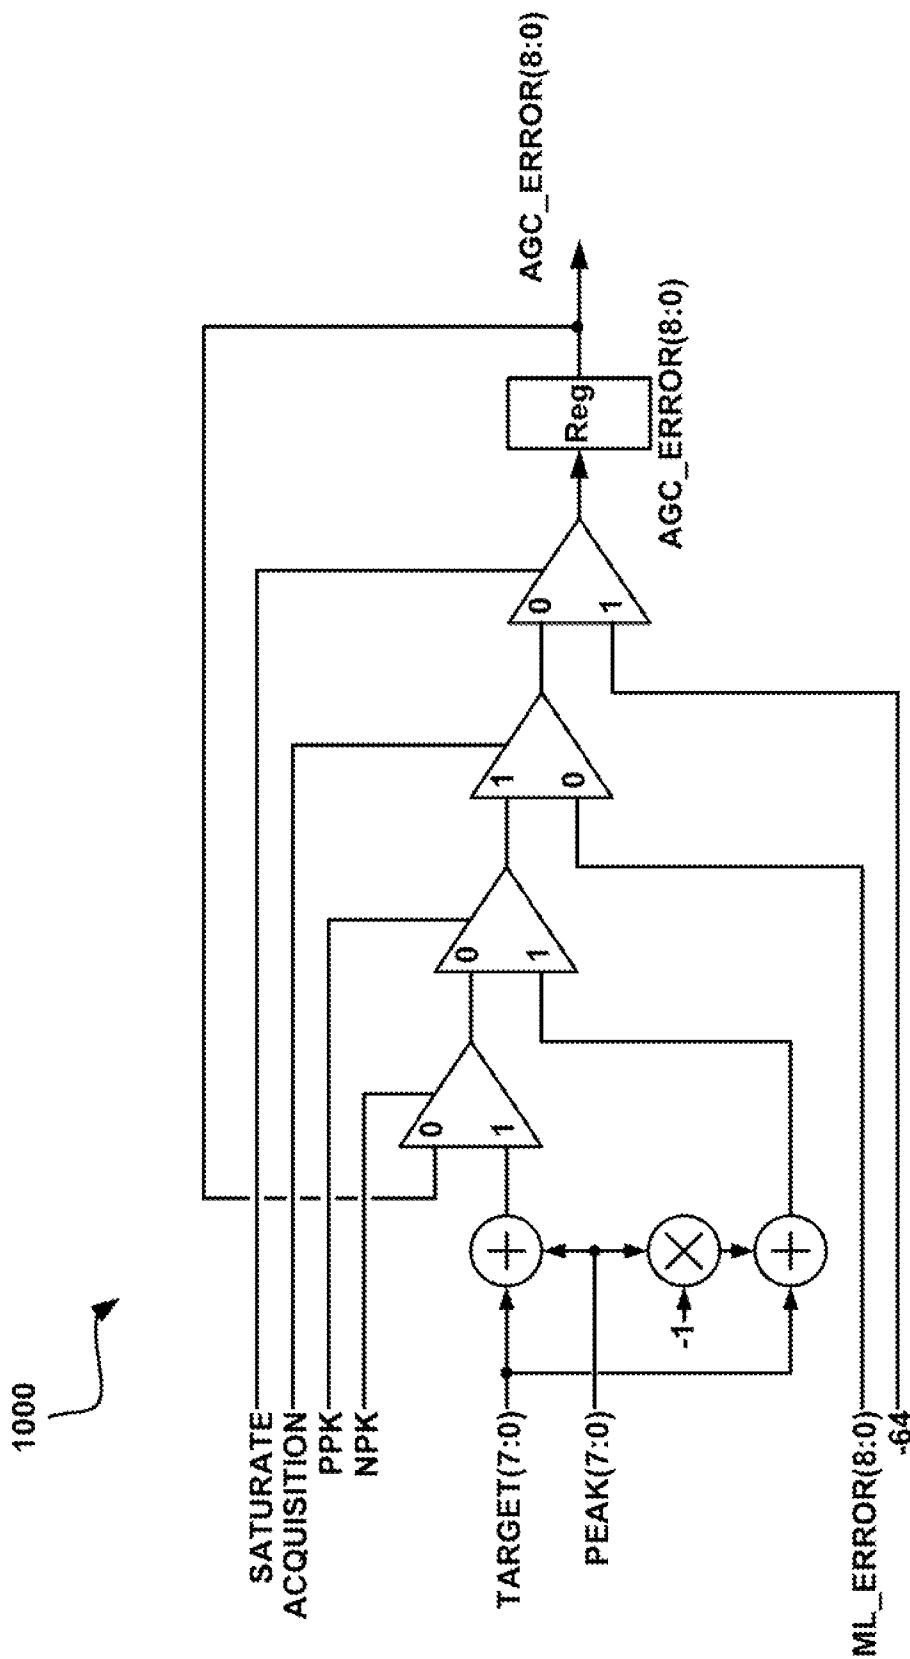 1000
SATURATE
ACQUISITION
PPK
NPK
TARGET(7:0)
PEAK(7:0)
ML_ERROR(8:0)
-64
-1
0
1
0
1
1
0
0
1
Reg
AGC_ERROR(8:0)
AGC_ERROR(8:0)